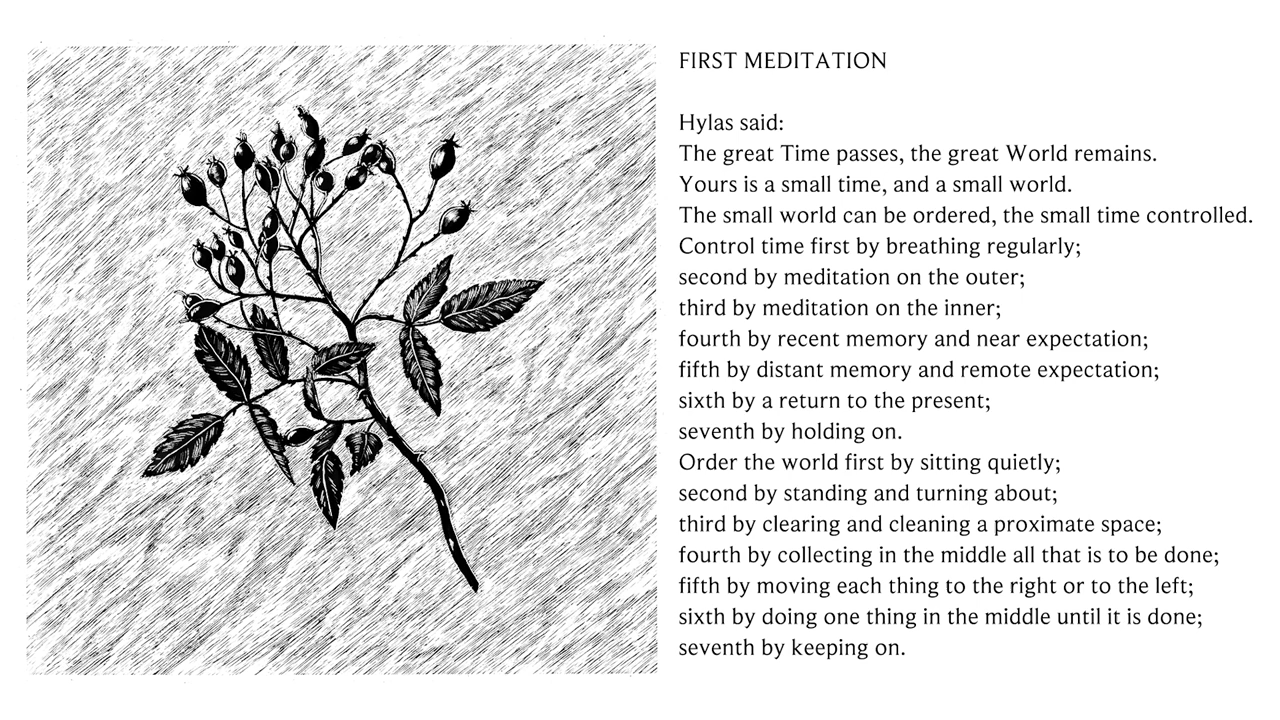 FIRST MEDITATION
Hylas said:
The great Time passes, the great World remains.
Yours is a small time, and a small world.
The small world can be ordered, the small time controlled.
Control time first by breathing regularly;
second by meditation on the outer;
third by meditation on the inner;
fourth by recent memory and near expectation;
fifth by distant memory and remote expectation;
sixth by a return to the present;
seventh by holding on.
Order the world first by sitting quietly;
second by standing and turning about;
third by clearing and cleaning a proximate space;
fourth by collecting in the middle all that is to be done;
fifth by moving each thing to the right or to the left;
sixth by doing one thing in the middle until it is done;
seventh by keeping on.